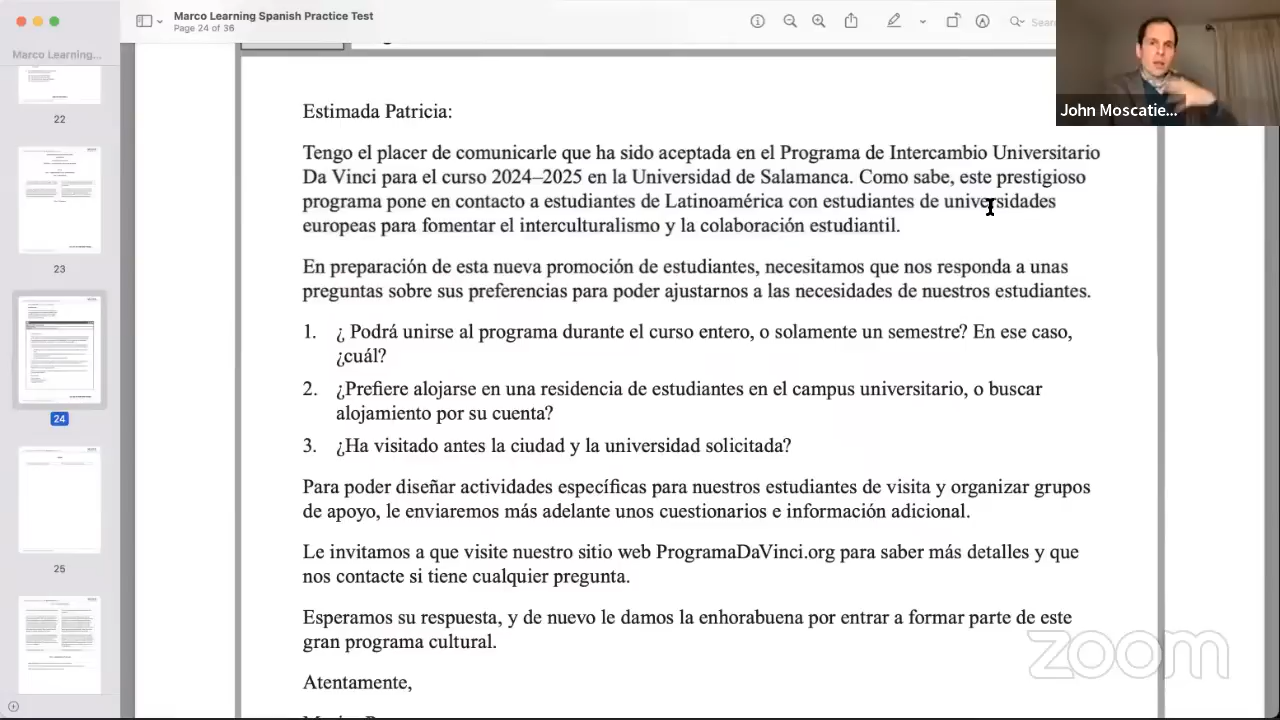 Marco Learning Spanish Practice Test
Page 24 of 36
Marco Learning...
John Moscatie...
22
23
24
25
Estimada Patricia:
Tengo el placer de comunicarle que ha sido aceptada en el Programa de Intercambio Universitario
Da Vinci para el curso 2024–2025 en la Universidad de Salamanca. Como sabe, este prestigioso
programa pone en contacto a estudiantes de Latinoamérica con estudiantes de universidades
europeas para fomentar el interculturalismo y la colaboración estudiantil.
En preparación de esta nueva promoción de estudiantes, necesitamos que nos responda a unas
preguntas sobre sus preferencias para poder ajustarnos a las necesidades de nuestros estudiantes.
1. ¿ Podrá unirse al programa durante el curso entero, o solamente un semestre? En ese caso,
¿cuál?
2. ¿Prefiere alojarse en una residencia de estudiantes en el campus universitario, o buscar
alojamiento por su cuenta?
3. ¿Ha visitado antes la ciudad y la universidad solicitada?
Para poder diseñar actividades específicas para nuestros estudiantes de visita y organizar grupos
de apoyo, le enviaremos más adelante unos cuestionarios e información adicional.
Le invitamos a que visite nuestro sitio web ProgramaDaVinci.org para saber más detalles y que
nos contacte si tiene cualquier pregunta.
Esperamos su respuesta, y de nuevo le damos la enhorabuena por entrar a formar parte de este
gran programa cultural.
Atentamente,
zoom